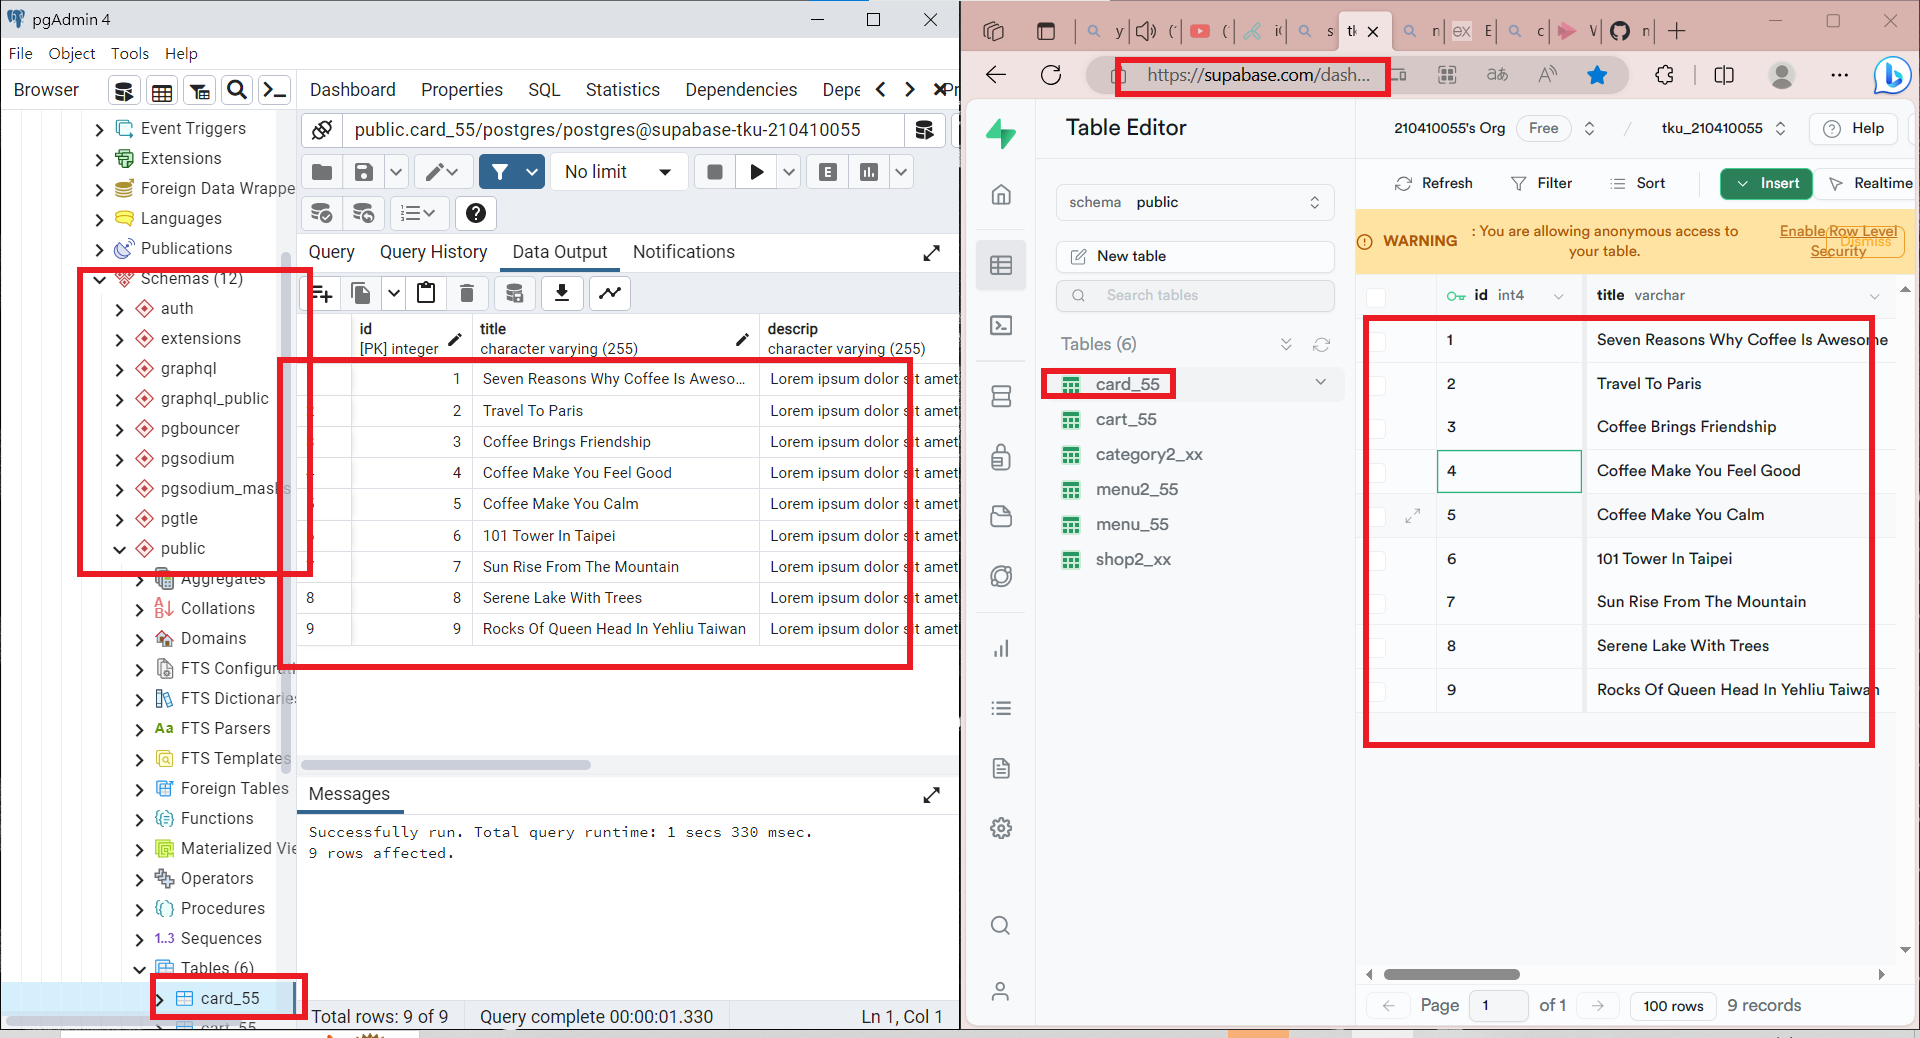 pgAdmin 4
File Object Tools Help
Browser
Event Triggers
Extensions
Foreign Data Wrappe
Languages
Publications
Schemas (12)
auth
extensions
graphql
graphql_public
pgbouncer
pgsodium
pgsodium_masks
pgtle
public
Aggregates
Collations
Domains
FTS Configurati
FTS Dictionaries
FTS Parsers
FTS Templates
Foreign Tables
Functions
Materialized Vie
Operators
Procedures
1..3 Sequences
Tables (6)
card_55
cart_55
Dashboard Properties SQL Statistics Dependencies Depe
public.card_55/postgres/postgres@supabase-tku-210410055
No limit
Query Query History Data Output Notifications
id [PK] integer
title character varying (255)
descrip character varying (255)
1 Seven Reasons Why Coffee Is Aweso... Lorem ipsum dolor sit amet
2 Travel To Paris Lorem ipsum dolor sit amet
3 Coffee Brings Friendship Lorem ipsum dolor sit amet
4 Coffee Make You Feel Good Lorem ipsum dolor sit amet
5 Coffee Make You Calm Lorem ipsum dolor sit amet
6 101 Tower In Taipei Lorem ipsum dolor sit amet
7 Sun Rise From The Mountain Lorem ipsum dolor sit amet
8 8 Serene Lake With Trees Lorem ipsum dolor sit amet
9 9 Rocks Of Queen Head In Yehliu Taiwan Lorem ipsum dolor sit amet
Messages
Successfully run. Total query runtime: 1 secs 330 msec.
9 rows affected.
Total rows: 9 of 9 Query complete 00:00:01.330 Ln 1, Col 1
https://supabase.com/dash...
Table Editor
210410055's Org Free / tku_210410055 Help
schema public
New table
Search tables
Tables (6)
card_55
cart_55
category2_xx
menu2_55
menu_55
shop2_xx
Refresh Filter Sort Insert Realtime
WARNING : You are allowing anonymous access to your table.
Enable Row Level Security
Dismiss
id int4 title varchar
1 Seven Reasons Why Coffee Is Awesome
2 Travel To Paris
3 Coffee Brings Friendship
4 Coffee Make You Feel Good
5 Coffee Make You Calm
6 101 Tower In Taipei
7 Sun Rise From The Mountain
8 Serene Lake With Trees
9 Rocks Of Queen Head In Yehliu Taiwan
Page 1 of 1 100 rows 9 records